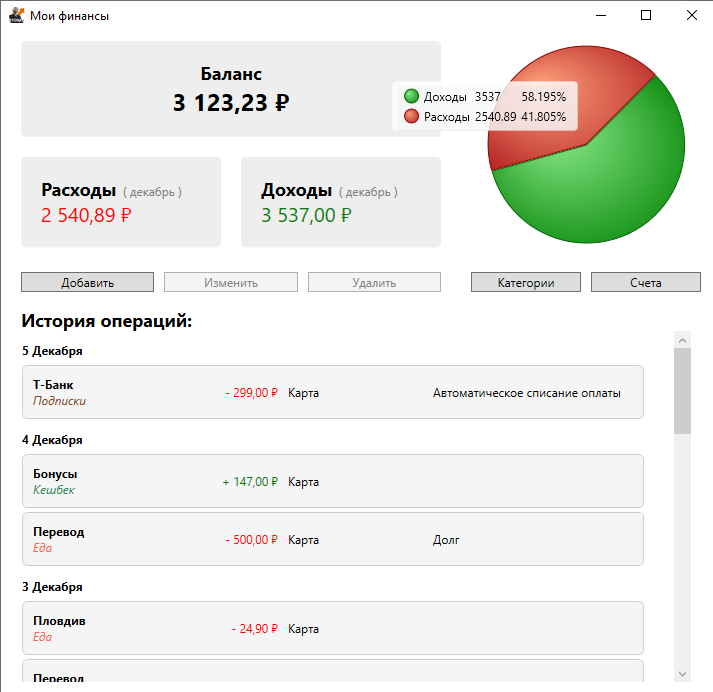 Мои финансы
Баланс
3 123,23 ₽
Доходы 3537 58.195%
Расходы 2540.89 41.805%
Расходы ( декабрь )
2 540,89 ₽
Доходы ( декабрь )
3 537,00 ₽
Добавить Изменить Удалить Категории Счета
История операций:
5 Декабря
Т-Банк
Подписки
- 299,00 ₽ Карта Автоматическое списание оплаты
4 Декабря
Бонусы
Кешбек
+ 147,00 ₽ Карта
Перевод
Еда
- 500,00 ₽ Карта Долг
3 Декабря
Пловдив
Еда
- 24,90 ₽ Карта
Перевод